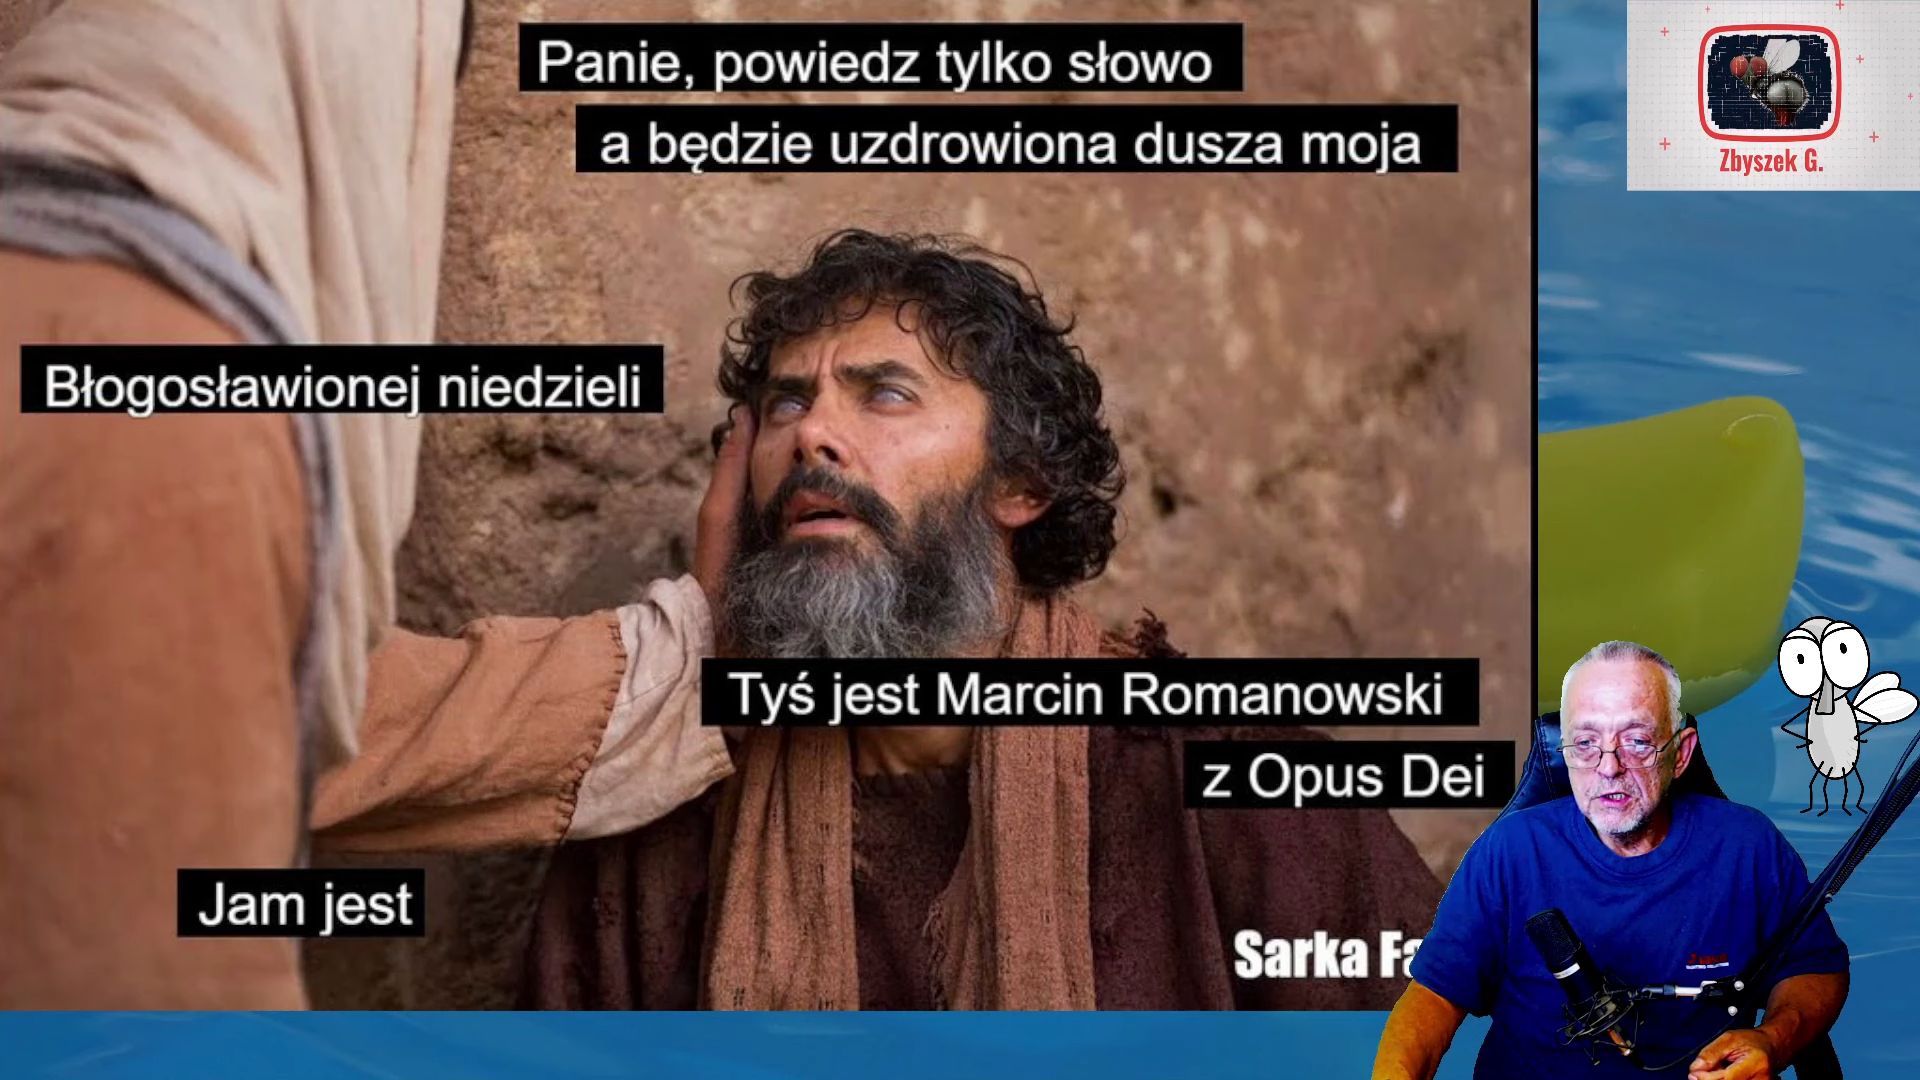 Panie, powiedz tylko słowo
a będzie uzdrowiona dusza moja
Zbyszek G.
Błogosławionej niedzieli
Tyś jest Marcin Romanowski
z Opus Dei
Jam jest
Sarka